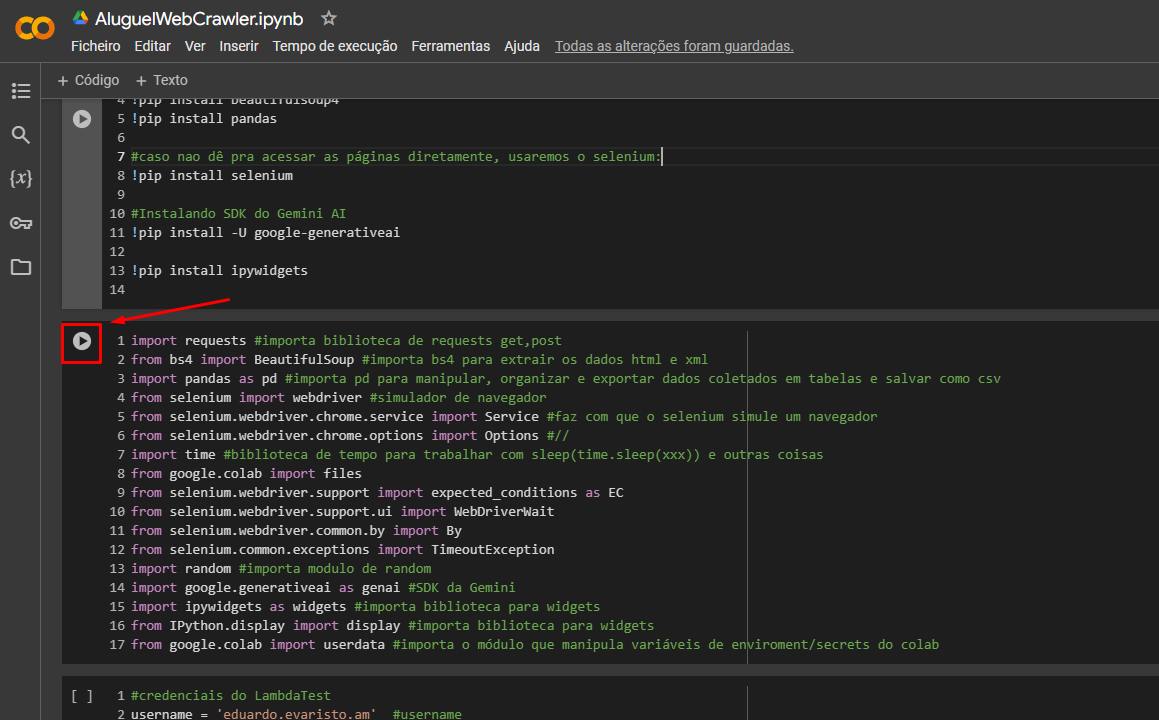 AluguelWebCrawler.ipynb
Ficheiro Editar Ver Inserir Tempo de execução Ferramentas Ajuda Todas as alterações foram guardadas.
+ Código + Texto
4 !pip install beautifulsoup4
5 !pip install pandas
6
7 #caso nao dê pra acessar as páginas diretamente, usaremos o selenium:
8 !pip install selenium
9
10 #Instalando SDK do Gemini AI
11 !pip install -U google-generativeai
12
13 !pip install ipywidgets
14
{x}
1 import requests #importa biblioteca de requests get,post
2 from bs4 import BeautifulSoup #importa bs4 para extrair os dados html e xml
3 import pandas as pd #importa pd para manipular, organizar e exportar dados coletados em tabelas e salvar como csv
4 from selenium import webdriver #simulador de navegador
5 from selenium.webdriver.chrome.service import Service #faz com que o selenium simule um navegador
6 from selenium.webdriver.chrome.options import Options #//
7 import time #biblioteca de tempo para trabalhar com sleep(time.sleep(xxx)) e outras coisas
8 from google.colab import files
9 from selenium.webdriver.support import expected_conditions as EC
10 from selenium.webdriver.support.ui import WebDriverWait
11 from selenium.webdriver.common.by import By
12 from selenium.common.exceptions import TimeoutException
13 import random #importa modulo de random
14 import google.generativeai as genai #SDK da Gemini
15 import ipywidgets as widgets #importa biblioteca para widgets
16 from IPython.display import display #importa biblioteca para widgets
17 from google.colab import userdata #importa o módulo que manipula variáveis de enviroment/secrets do colab
[ ] 1 #credenciais do LambdaTest
2 username = 'eduardo.evaristo.am' #username